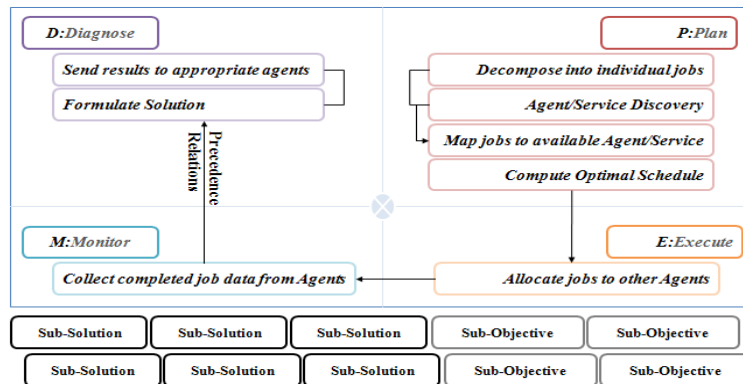 D:Diagnose
P:Plan
Send results to appropriate agents
Decompose into individual jobs
Formulate Solution
Agent/Service Discovery
Map jobs to available Agent/Service
Compute Optimal Schedule
Precedence
Relations
M:Monitor
E:Execute
Collect completed job data from Agents
Allocate jobs to other Agents
Sub-Solution Sub-Solution Sub-Solution Sub-Objective Sub-Objective
Sub-Solution Sub-Solution Sub-Solution Sub-Objective Sub-Objective